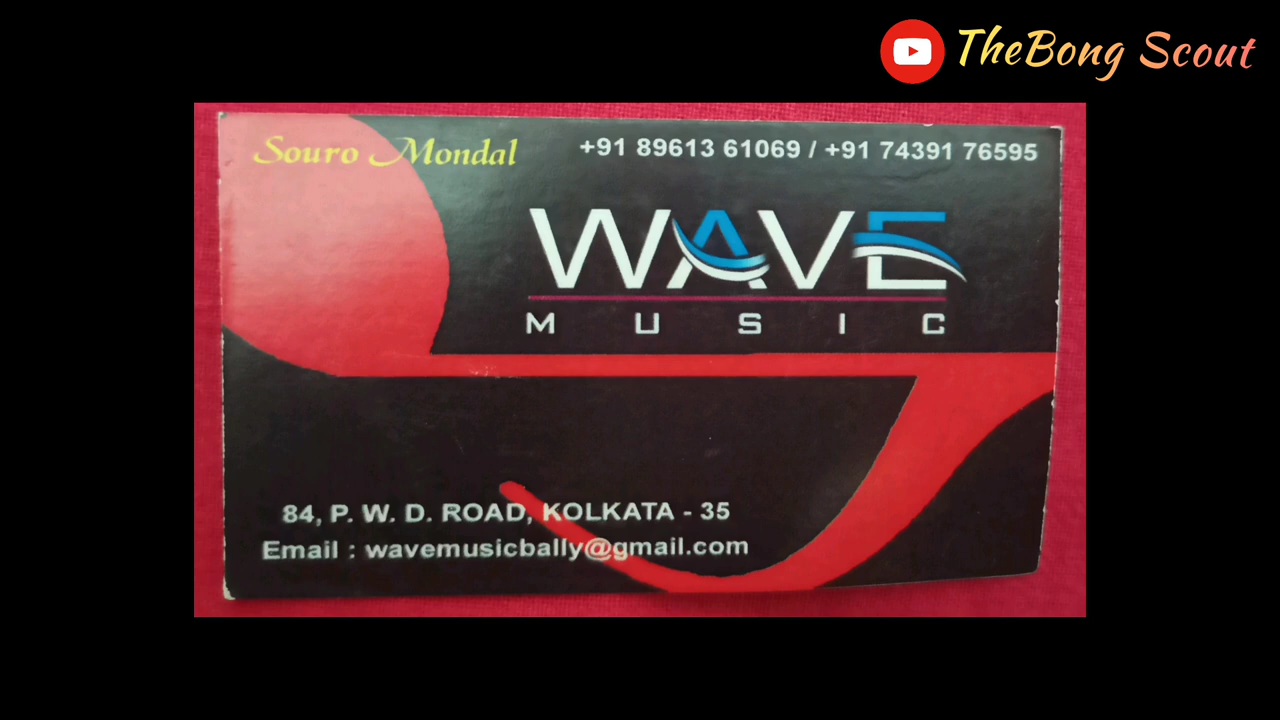 TheBong Scout
Souro Mondal
+91 89613 61069 / +91 74391 76595
WAVE
MUSIC
84, P. W. D. ROAD, KOLKATA - 35
Email : wavemusicbally@gmail.com